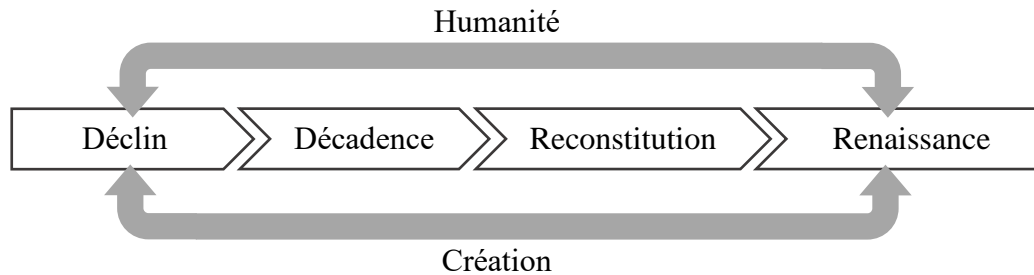 Humanité
Déclin Décadence Reconstitution Renaissance
Création